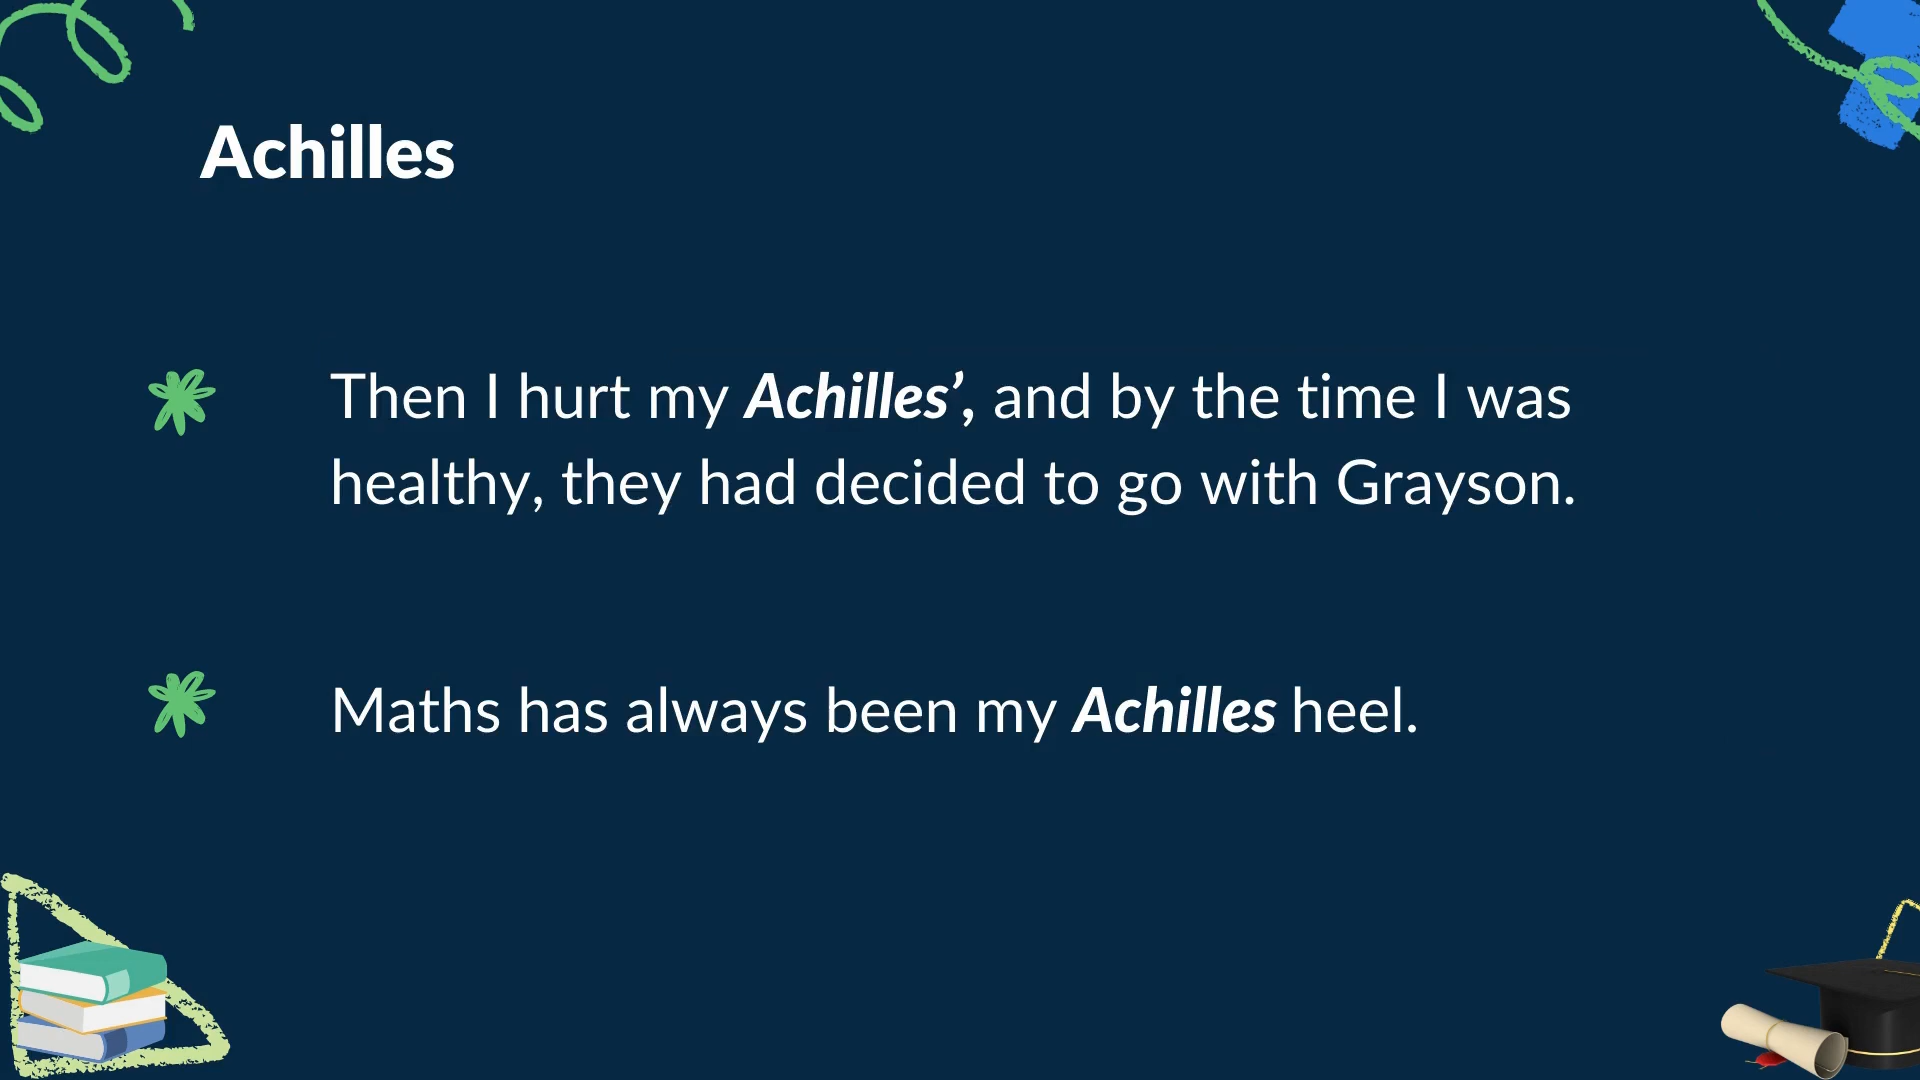 Achilles
Then I hurt my Achilles’, and by the time I was
healthy, they had decided to go with Grayson.
Maths has always been my Achilles heel.